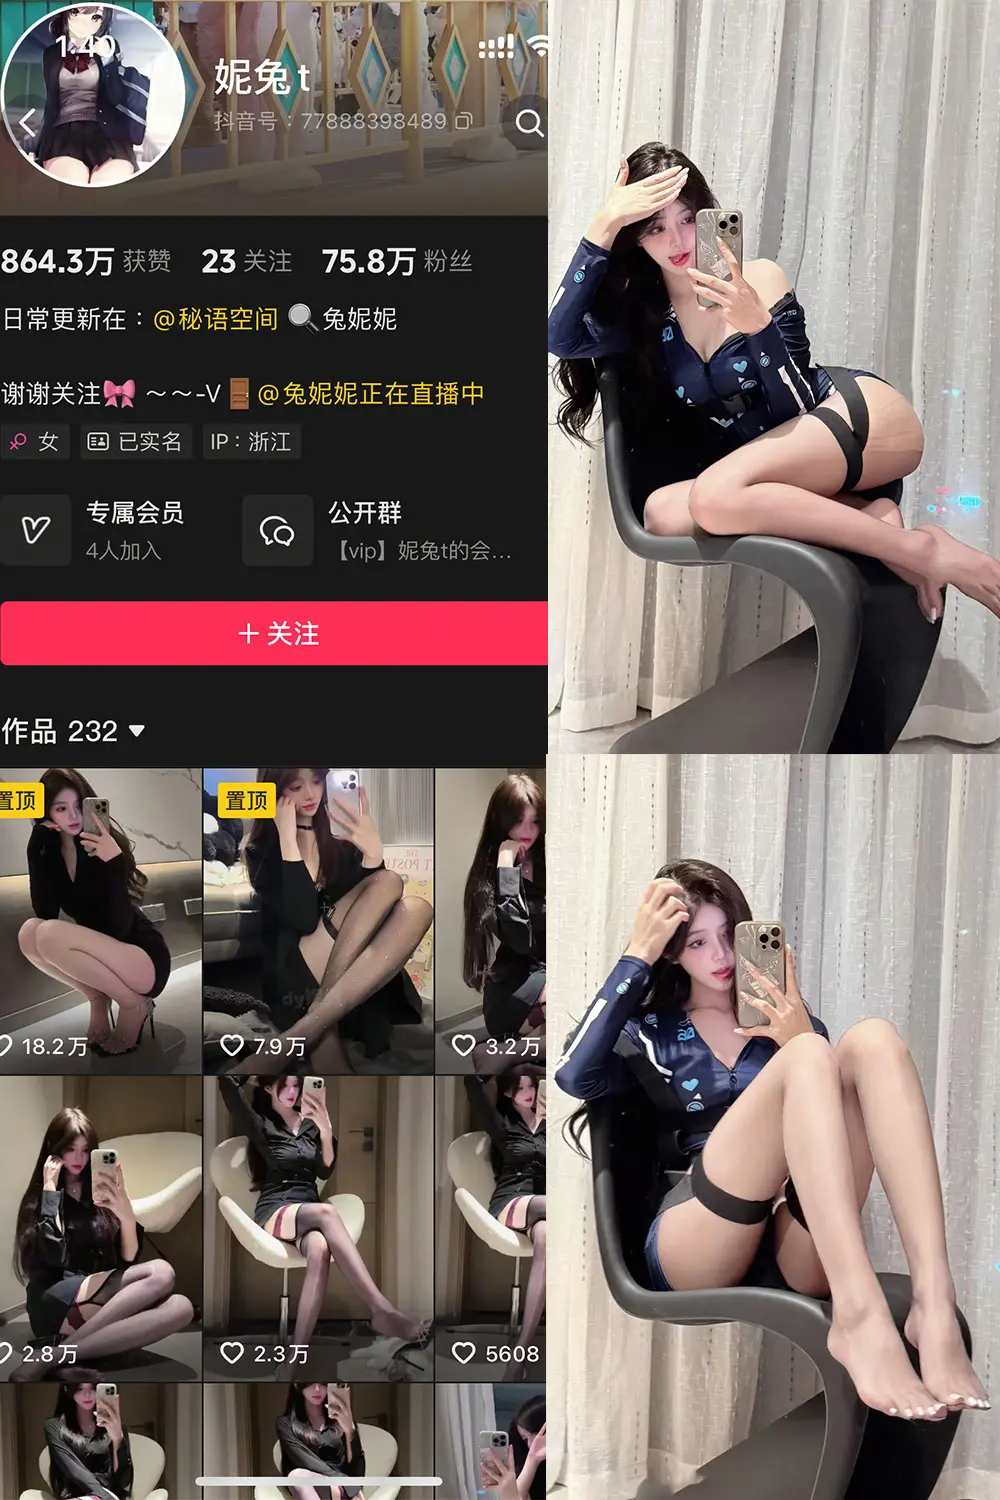 1:40
妮兔t
抖音号：77888398489
864.3万 获赞 23 关注 75.8万 粉丝
日常更新在：@秘语空间 🔍兔妮妮
谢谢关注🎀 ～～-V🚪@兔妮妮正在直播中
女 已实名 IP：浙江
专属会员 公开群
4人加入 【vip】妮兔t的会...
+ 关注
作品 232
置顶 置顶
18.2万 7.9万 3.2万
2.8万 2.3万 5608